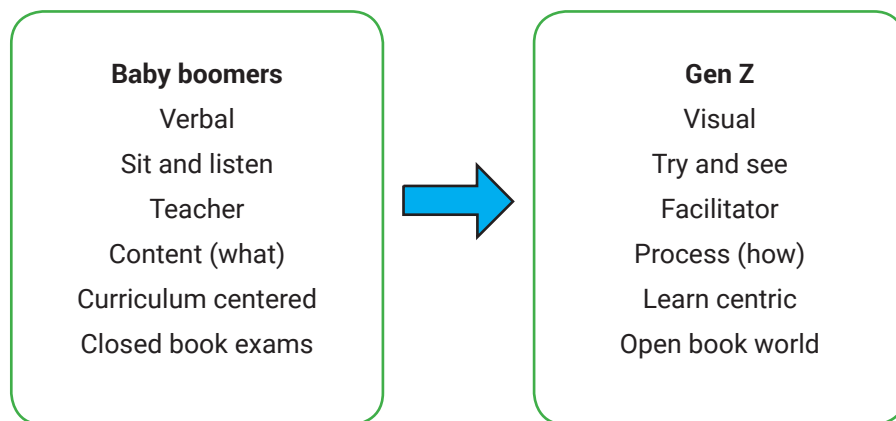 Baby boomers
Verbal
Sit and listen
Teacher
Content (what)
Curriculum centered
Closed book exams
Gen Z
Visual
Try and see
Facilitator
Process (how)
Learn centric
Open book world